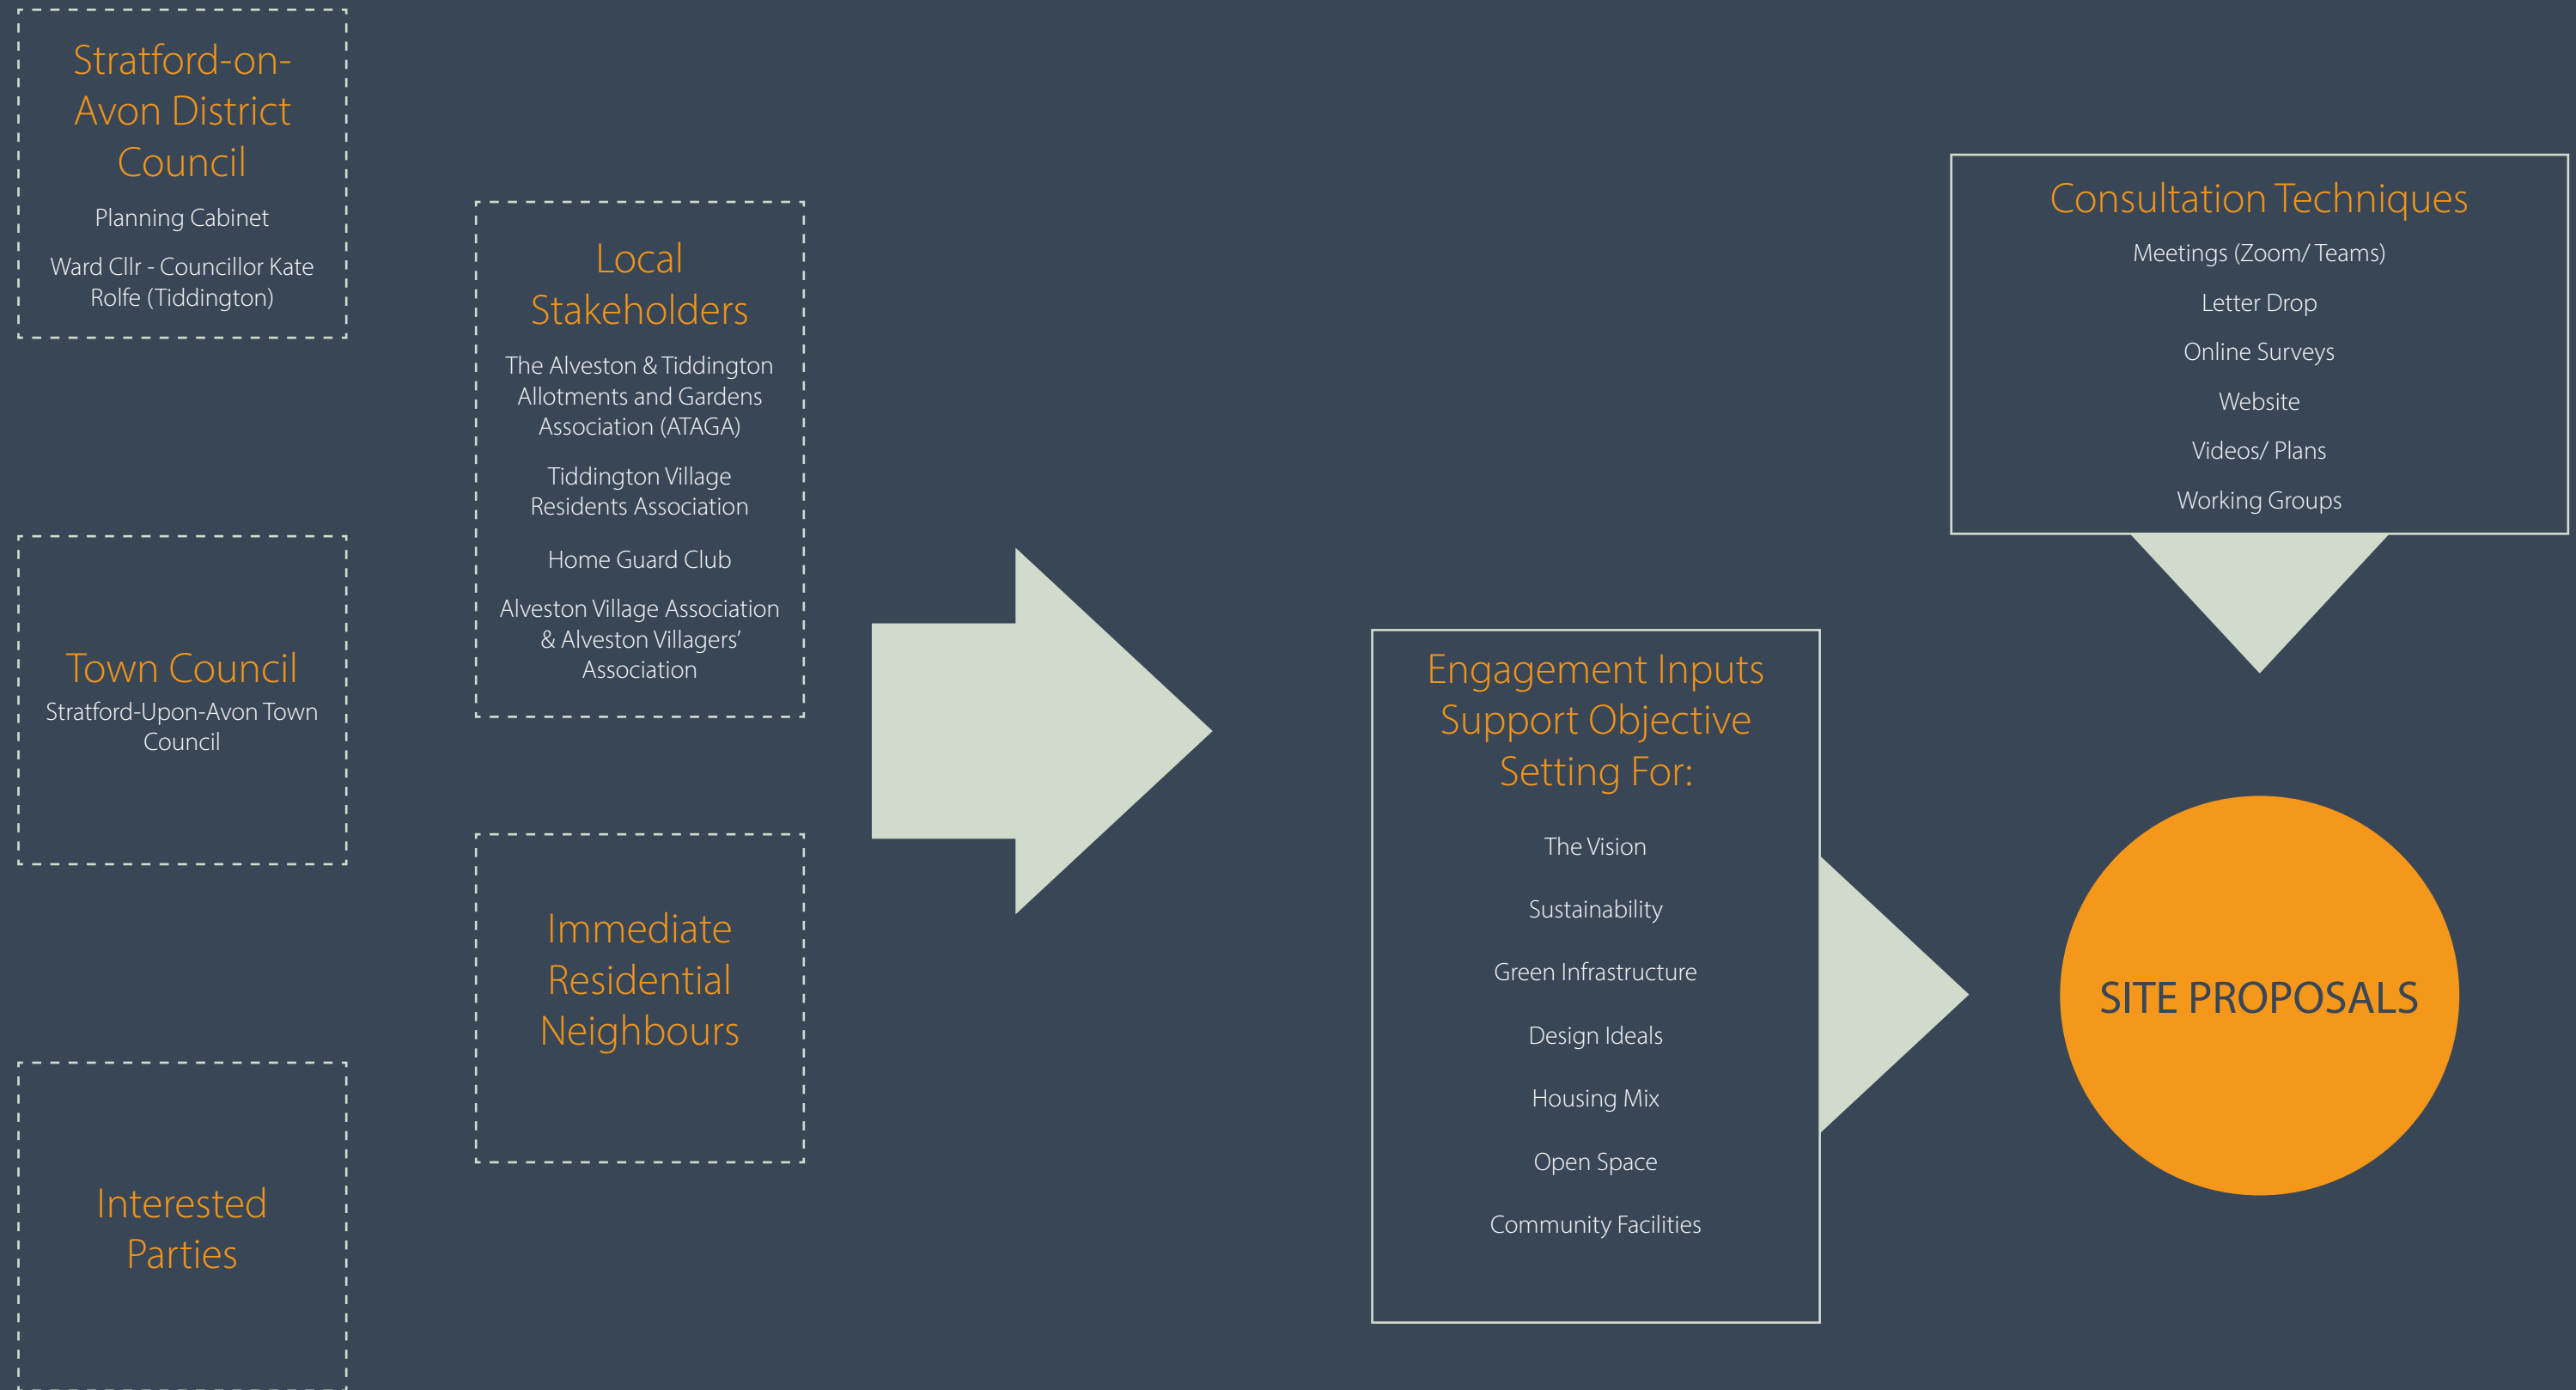 Stratford-on-
Avon District
Council
Planning Cabinet
Ward Cllr - Councillor Kate
Rolfe (Tiddington)
Town Council
Stratford-Upon-Avon Town
Council
Interested
Parties
Local
Stakeholders
The Alveston & Tiddington
Allotments and Gardens
Association (ATAGA)
Tiddington Village
Residents Association
Home Guard Club
Alveston Village Association
& Alveston Villagers’
Association
Immediate
Residential
Neighbours
Engagement Inputs
Support Objective
Setting For:
The Vision
Sustainability
Green Infrastructure
Design Ideals
Housing Mix
Open Space
Community Facilities
Consultation Techniques
Meetings (Zoom/ Teams)
Letter Drop
Online Surveys
Website
Videos/ Plans
Working Groups
SITE PROPOSALS